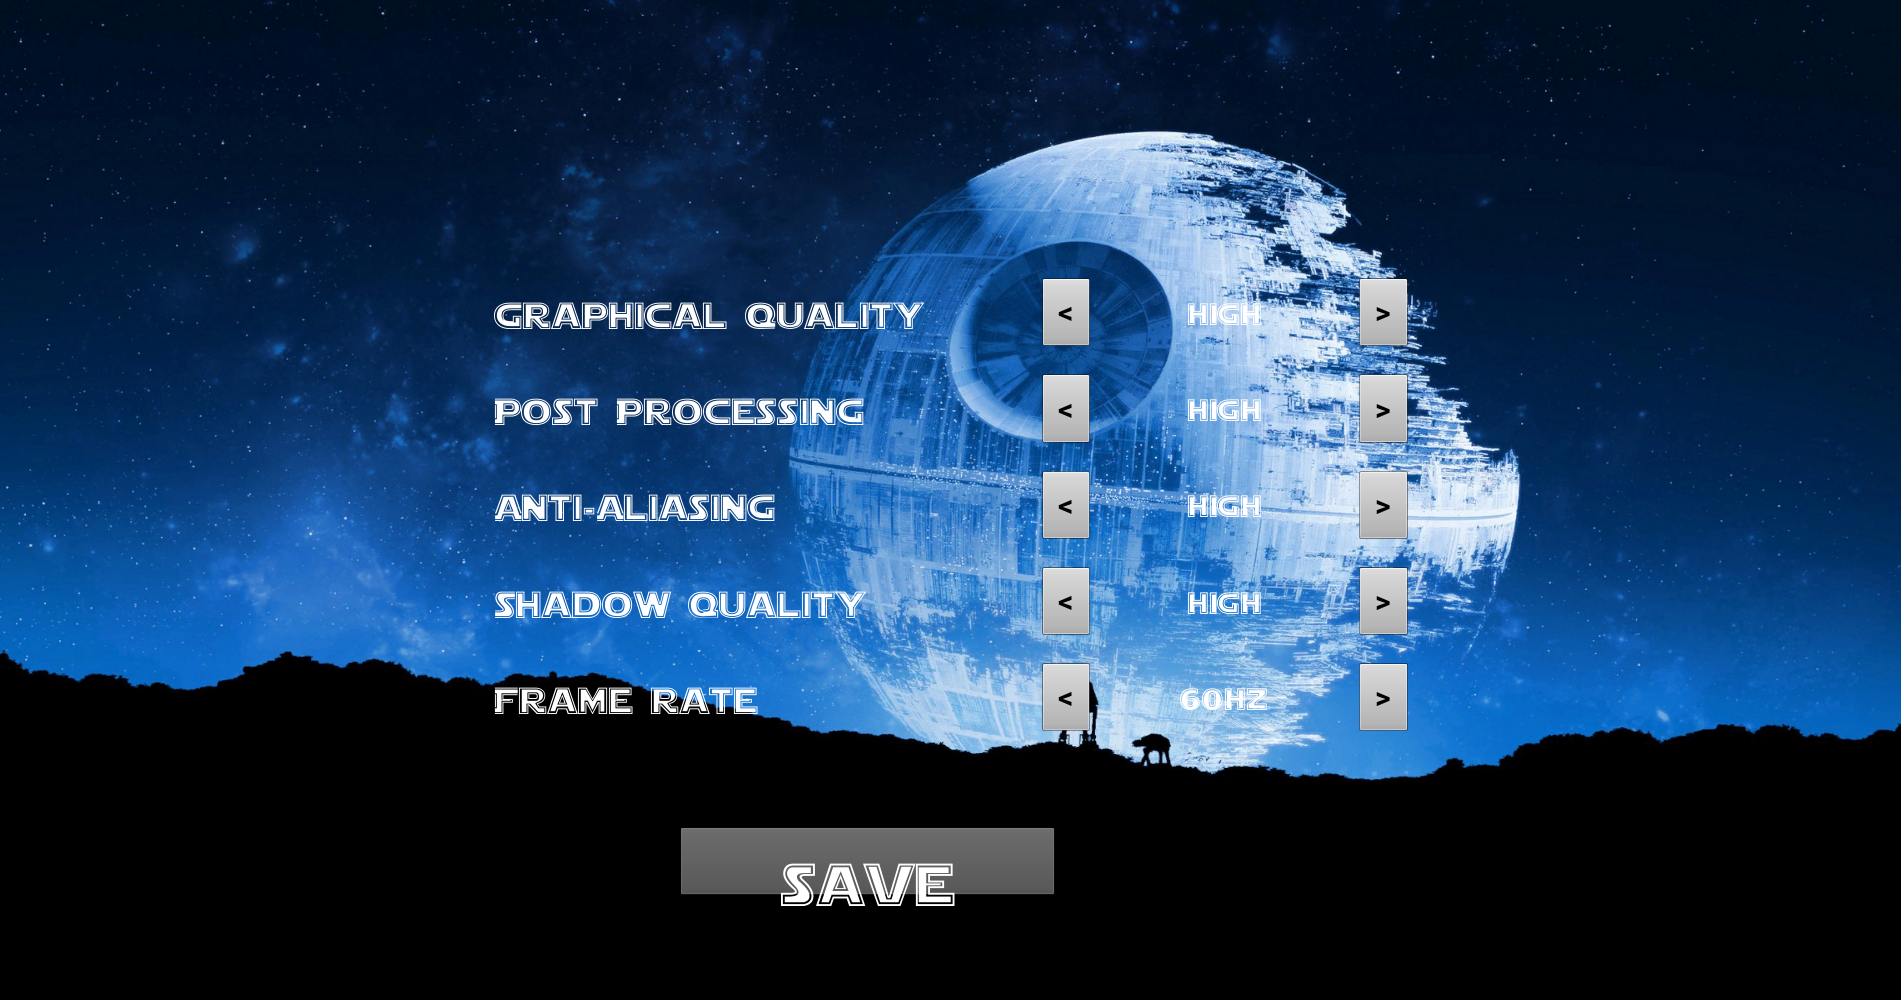 GRAPHICAL QUALITY < HIGH >
POST PROCESSING < HIGH >
ANTI-ALIASING < HIGH >
SHADOW QUALITY < HIGH >
FRAME RATE < 60HZ >
SAVE